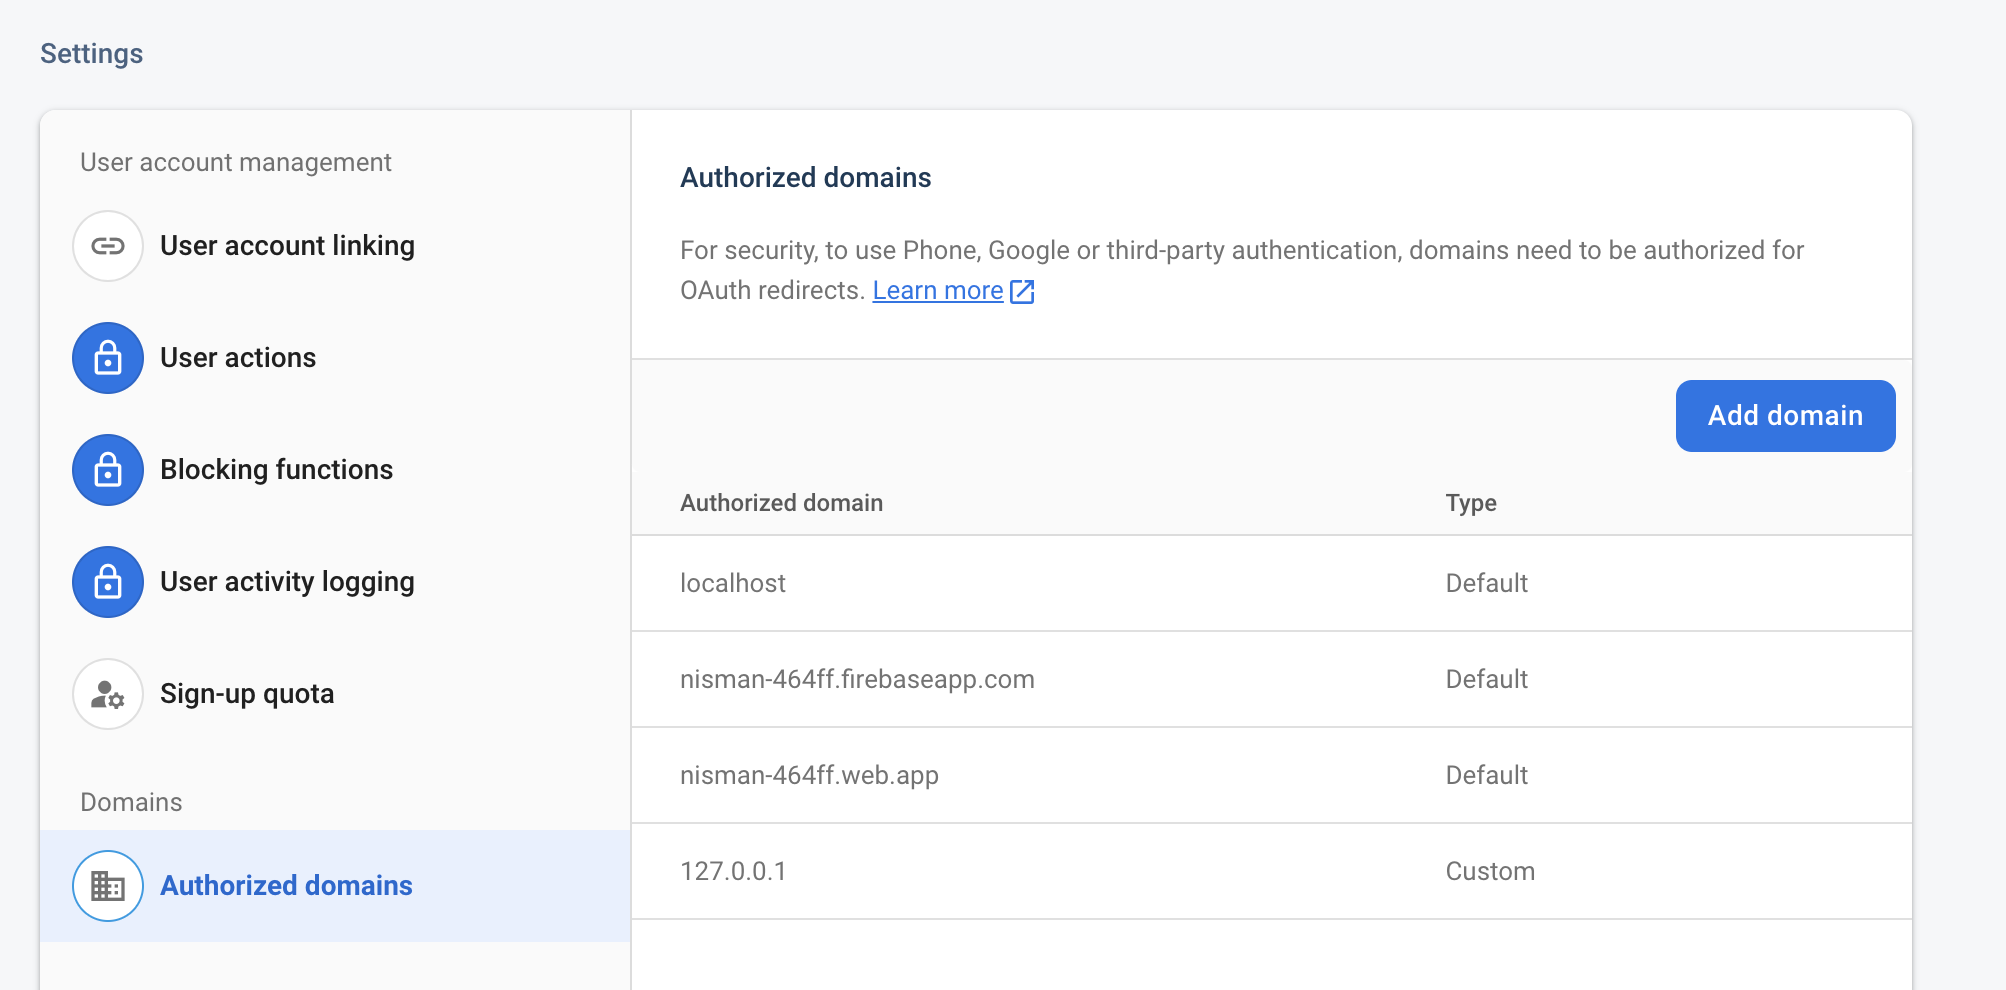 Settings
User account management
User account linking
User actions
Blocking functions
User activity logging
Sign-up quota
Domains
Authorized domains
Authorized domains
For security, to use Phone, Google or third-party authentication, domains need to be authorized for
OAuth redirects. Learn more
Add domain
Authorized domain Type
localhost Default
nisman-464ff.firebaseapp.com Default
nisman-464ff.web.app Default
127.0.0.1 Custom